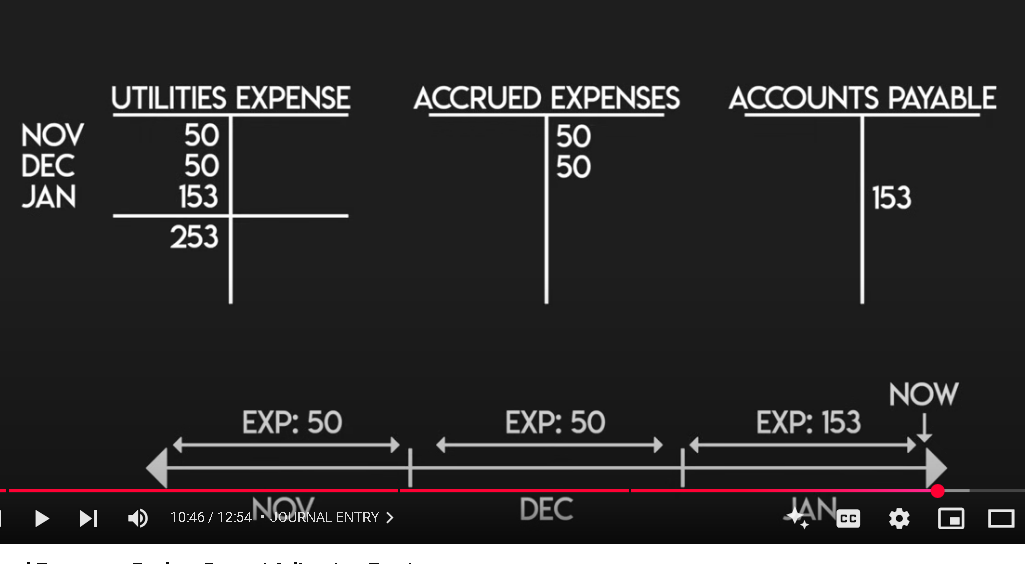 UTILITIES EXPENSE ACCRUED EXPENSES ACCOUNTS PAYABLE
NOV 50 50
DEC 50 50
JAN 153 153
253
NOW
EXP: 50 EXP: 50 EXP: 153
NOV DEC JAN
10:46 / 12:54 • JOURNAL ENTRY
CC